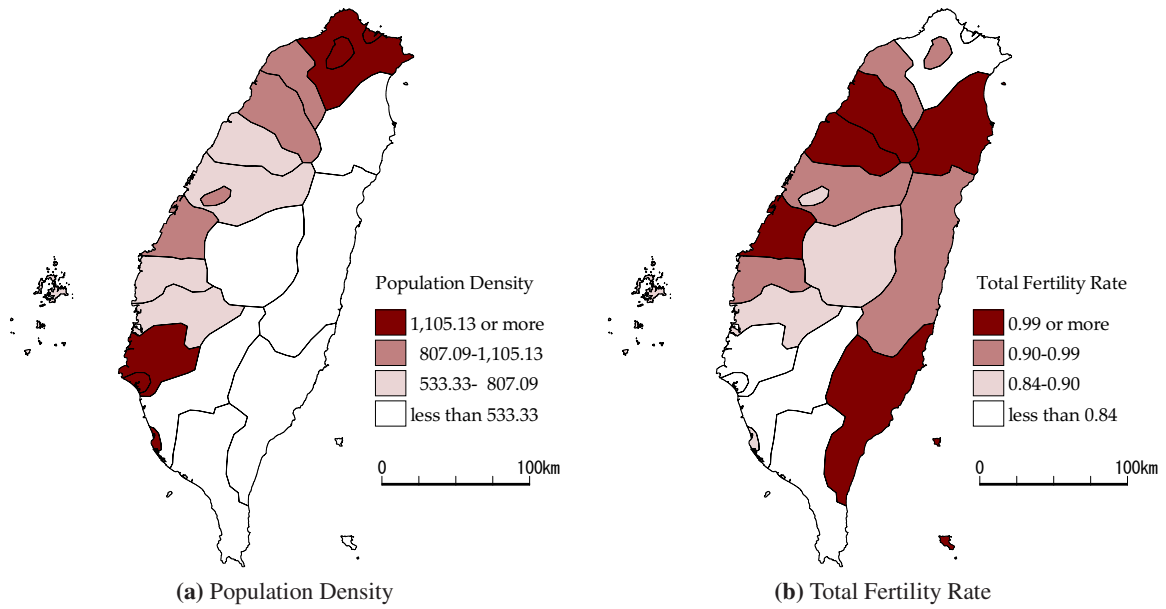 Population Density
1,105.13 or more
807.09-1,105.13
533.33- 807.09
less than 533.33
0 100km
(a) Population Density
Total Fertility Rate
0.99 or more
0.90-0.99
0.84-0.90
less than 0.84
0 100km
(b) Total Fertility Rate